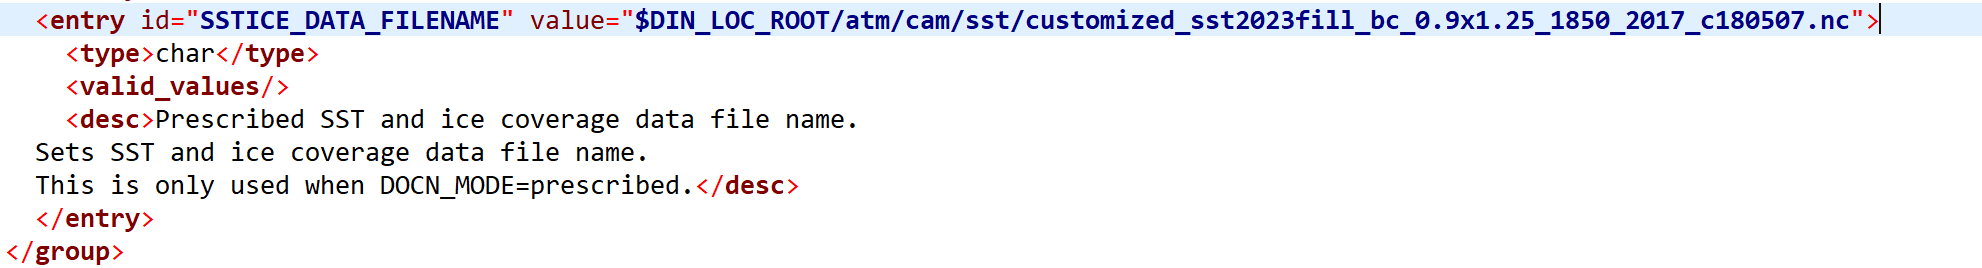 <entry id="SSTICE_DATA_FILENAME" value="$DIN_LOC_ROOT/atm/cam/sst/customized_sst2023fill_bc_0.9x1.25_1850_2017_c180507.nc">
<type>char</type>
<valid_values/>
<desc>Prescribed SST and ice coverage data file name.
Sets SST and ice coverage data file name.
This is only used when DOCN_MODE=prescribed.</desc>
</entry>
</group>